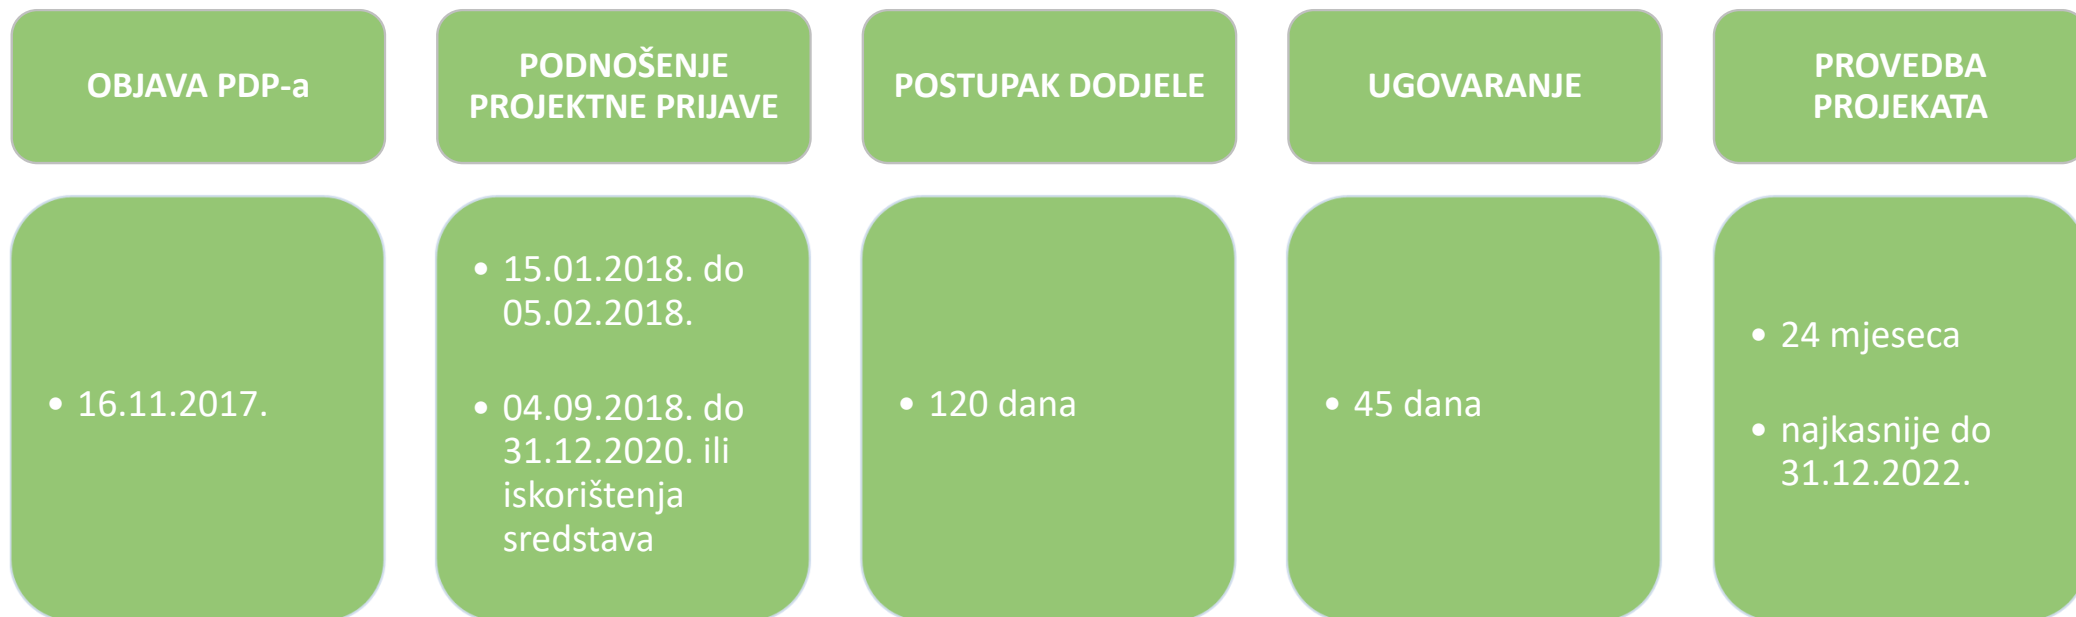 OBJAVA PDP-a
PODNOŠENJE
PROJEKTNE PRIJAVE
POSTUPAK DODJELE
UGOVARANJE
PROVEDBA
PROJEKATA
• 16.11.2017.
• 15.01.2018. do
05.02.2018.
• 04.09.2018. do
31.12.2020. ili
iskorištenja
sredstava
• 120 dana
• 45 dana
• 24 mjeseca
• najkasnije do
31.12.2022.